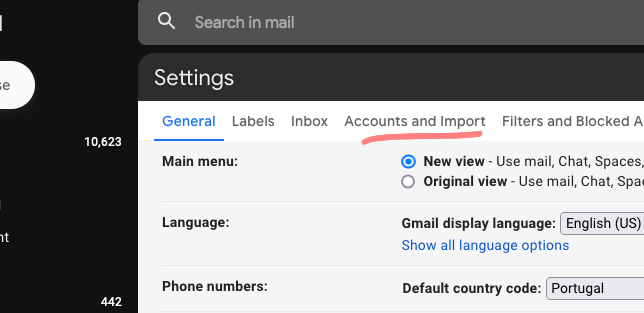 Search in mail
Settings
General Labels Inbox Accounts and Import Filters and Blocked A
10,623
Main menu: New view - Use mail, Chat, Spaces,
Original view - Use mail, Chat, Spac
nt
Language: Gmail display language: English (US)
Show all language options
Phone numbers: Default country code: Portugal
442